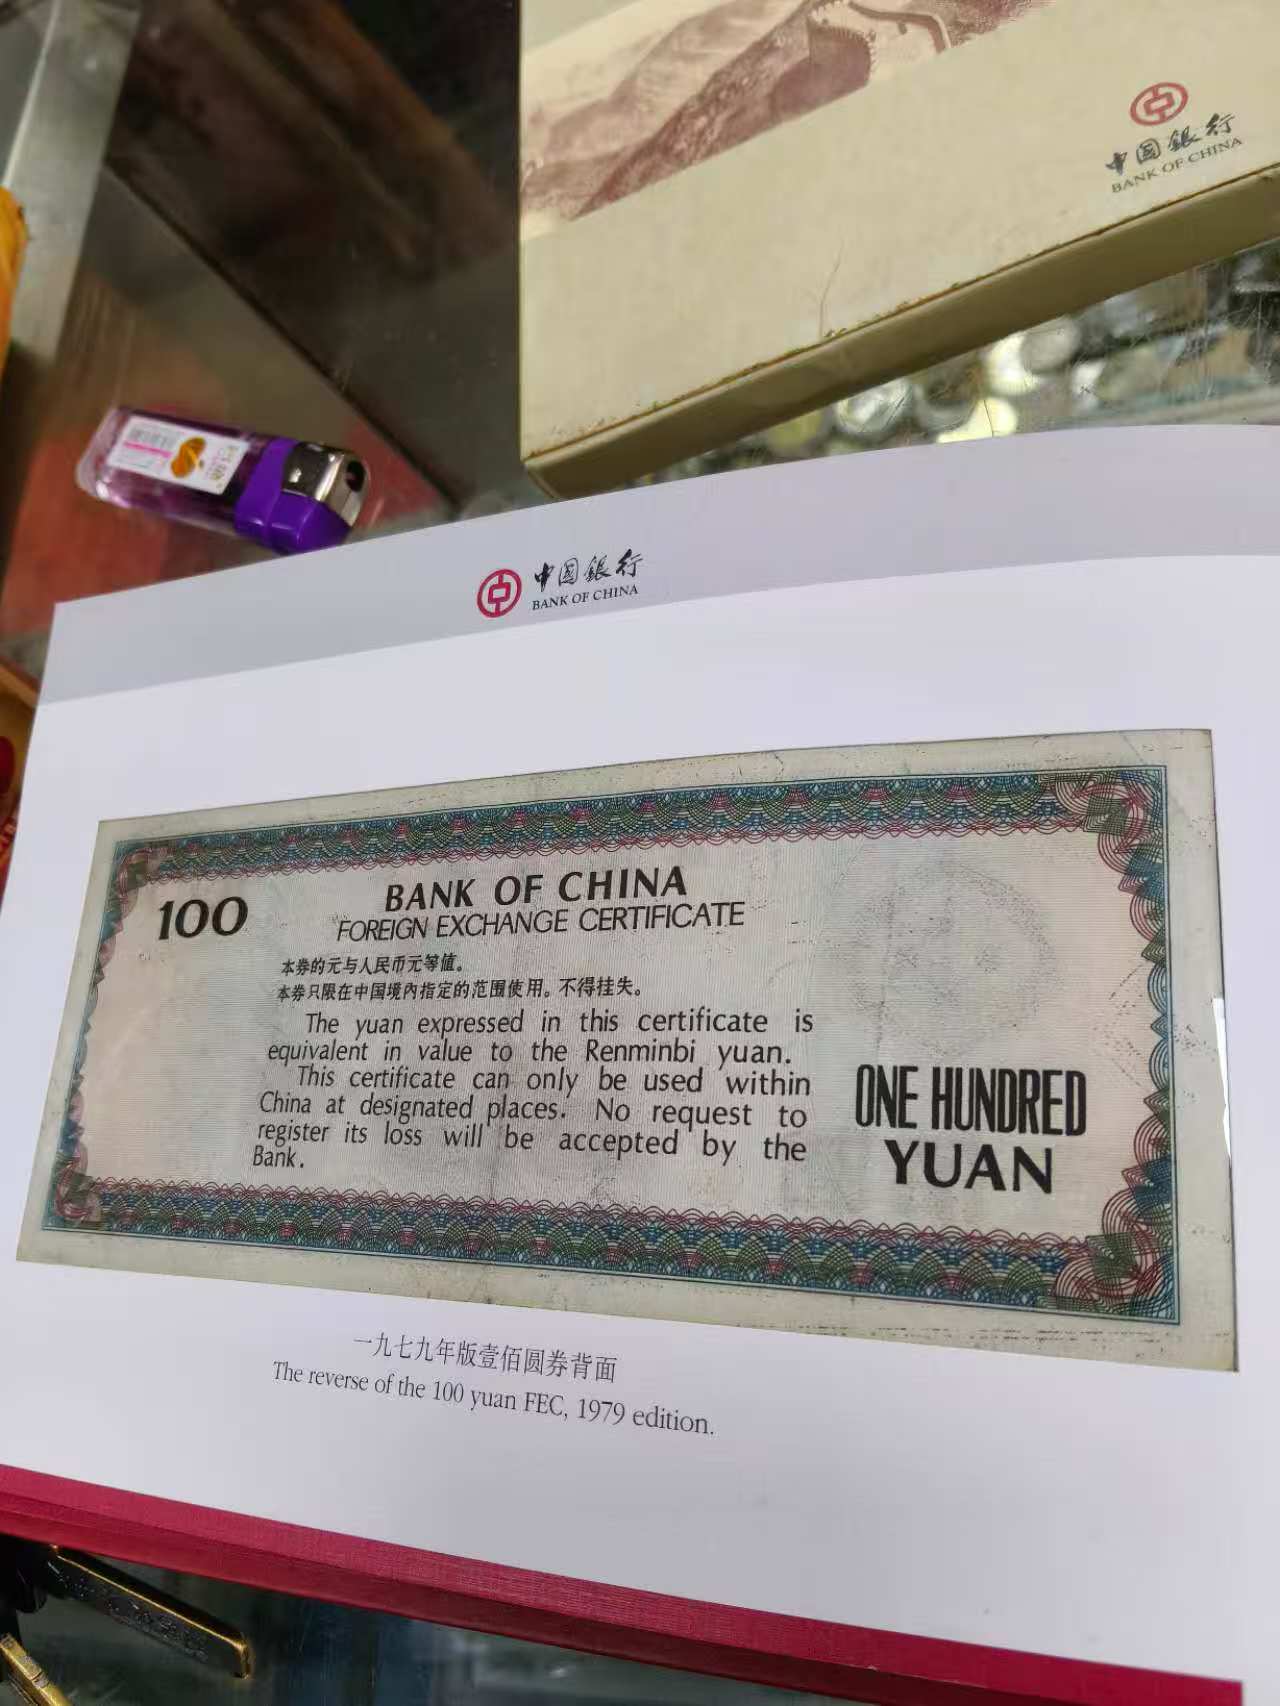 中国銀行
BANK OF CHINA
中国銀行
BANK OF CHINA
100
BANK OF CHINA
FOREIGN EXCHANGE CERTIFICATE
本券的元与人民币元等值。
本券只限在中国境内指定的范围使用。不得挂失。
The yuan expressed in this certificate is
equivalent in value to the Renminbi yuan.
This certificate can only be used within
China at designated places. No request to
register its loss will be accepted by the
Bank.
ONE HUNDRED
YUAN
一九七九年版壹佰圆券背面
The reverse of the 100 yuan FEC, 1979 edition.